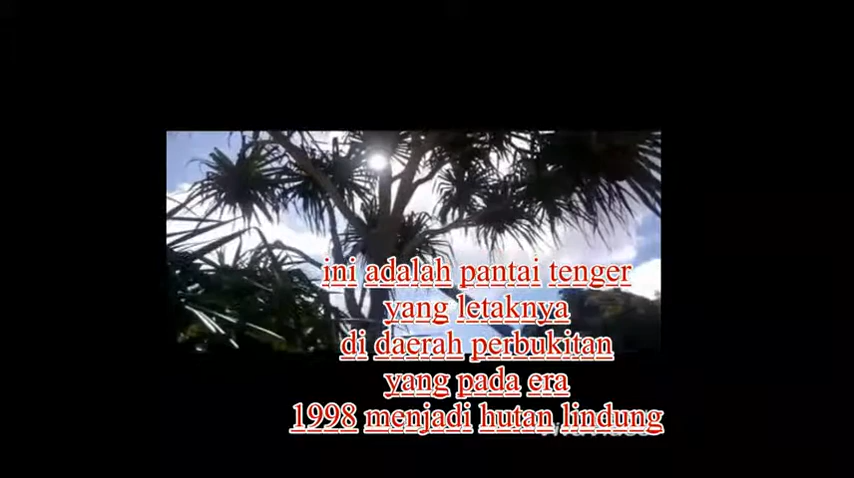 ini adalah pantai tenger
yang letaknya
di daerah perbukitan
yang pada era
1998 menjadi hutan lindung